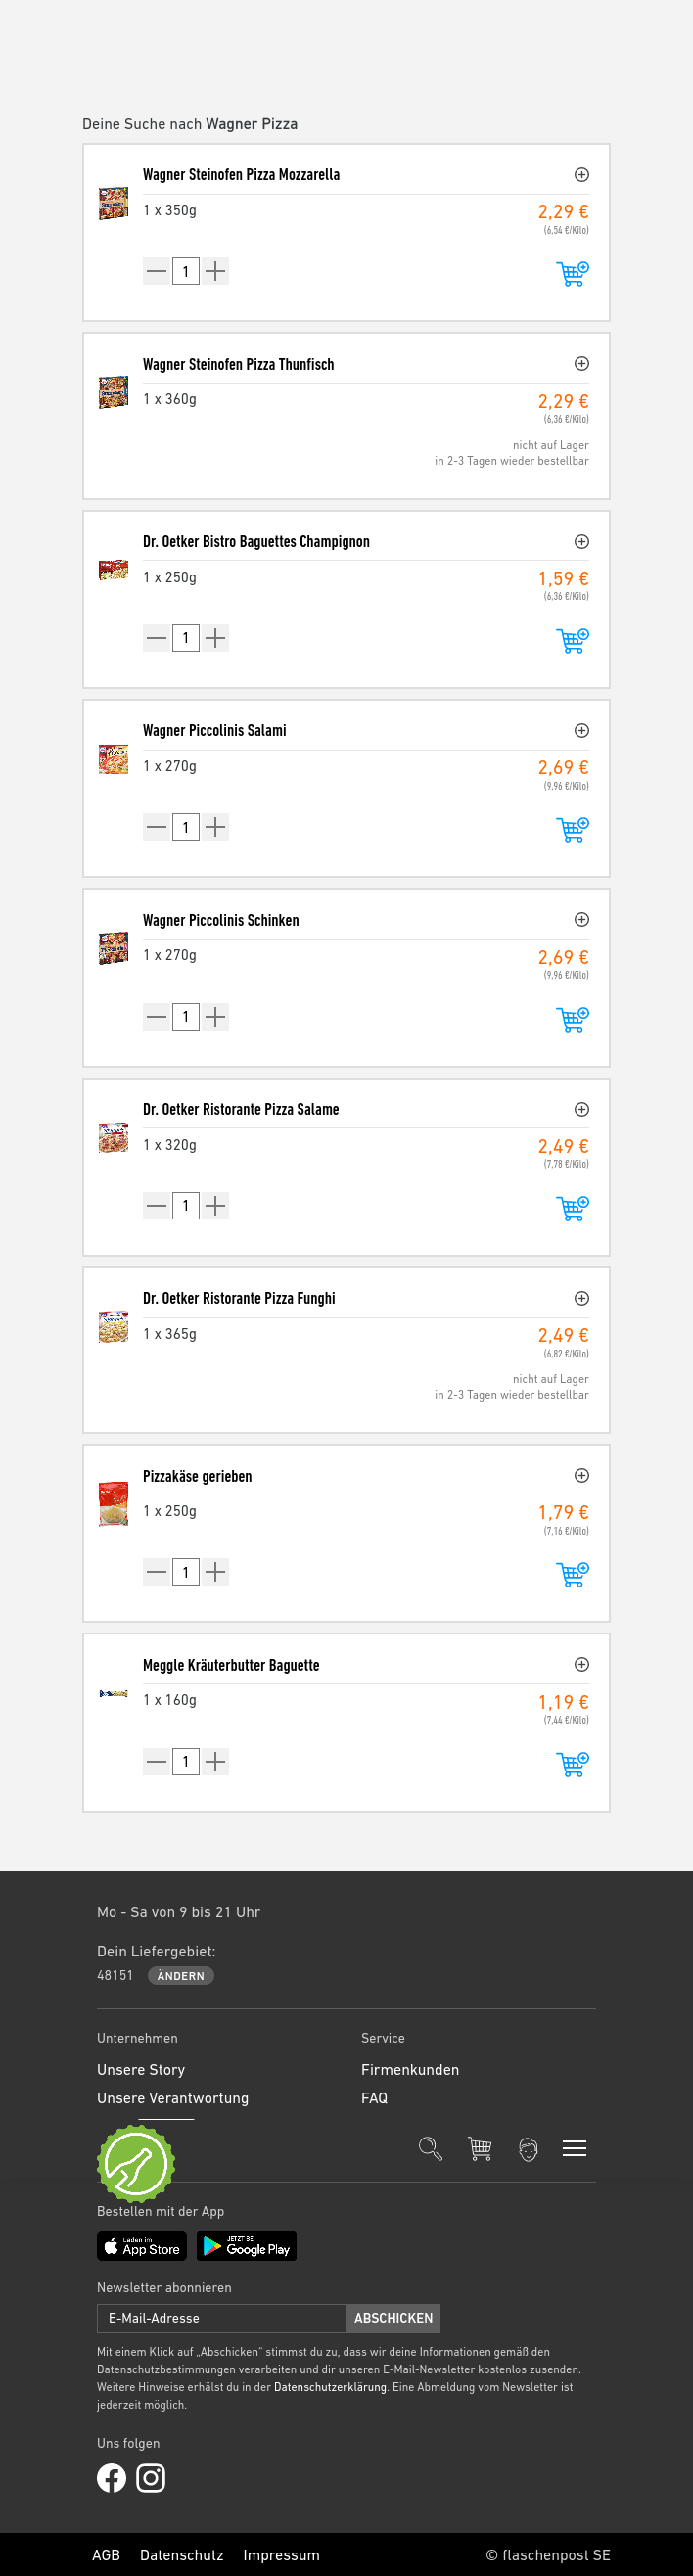 Deine Suche nach Wagner Pizza
Wagner Steinofen Pizza Mozzarella
1 x 350g
2,29 €
(6,54 €/Kilo)
1
Wagner Steinofen Pizza Thunfisch
1 x 360g
2,29 €
(6,36 €/Kilo)
nicht auf Lager
in 2-3 Tagen wieder bestellbar
Dr. Oetker Bistro Baguettes Champignon
1 x 250g
1,59 €
(6,36 €/Kilo)
1
Wagner Piccolinis Salami
1 x 270g
2,69 €
(9,96 €/Kilo)
1
Wagner Piccolinis Schinken
1 x 270g
2,69 €
(9,96 €/Kilo)
1
Dr. Oetker Ristorante Pizza Salame
1 x 320g
2,49 €
(7,78 €/Kilo)
1
Dr. Oetker Ristorante Pizza Funghi
1 x 365g
2,49 €
(6,82 €/Kilo)
nicht auf Lager
in 2-3 Tagen wieder bestellbar
Pizzakäse gerieben
1 x 250g
1,79 €
(7,16 €/Kilo)
1
Meggle Kräuterbutter Baguette
1 x 160g
1,19 €
(7,44 €/Kilo)
1
Mo - Sa von 9 bis 21 Uhr
Dein Liefergebiet:
48151 ÄNDERN
Unternehmen
Unsere Story
Unsere Verantwortung
Service
Firmenkunden
FAQ
Bestellen mit der App
Laden im
App Store
JETZT BEI
Google Play
Newsletter abonnieren
E-Mail-Adresse ABSCHICKEN
Mit einem Klick auf „Abschicken“ stimmst du zu, dass wir deine Informationen gemäß den
Datenschutzbestimmungen verarbeiten und dir unseren E-Mail-Newsletter kostenlos zusenden.
Weitere Hinweise erhälst du in der Datenschutzerklärung. Eine Abmeldung vom Newsletter ist
jederzeit möglich.
Uns folgen
AGB Datenschutz Impressum © flaschenpost SE